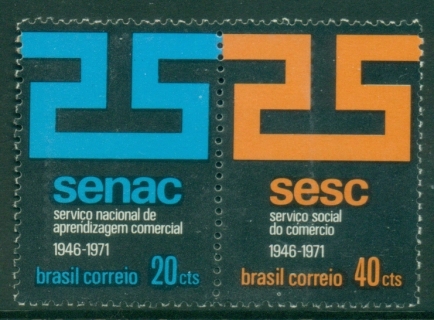 25
senac
serviço nacional de
aprendizagem comercial
1946-1971
brasil correio 20 cts
25
sesc
serviço social
do comércio
1946-1971
brasil correio 40 cts